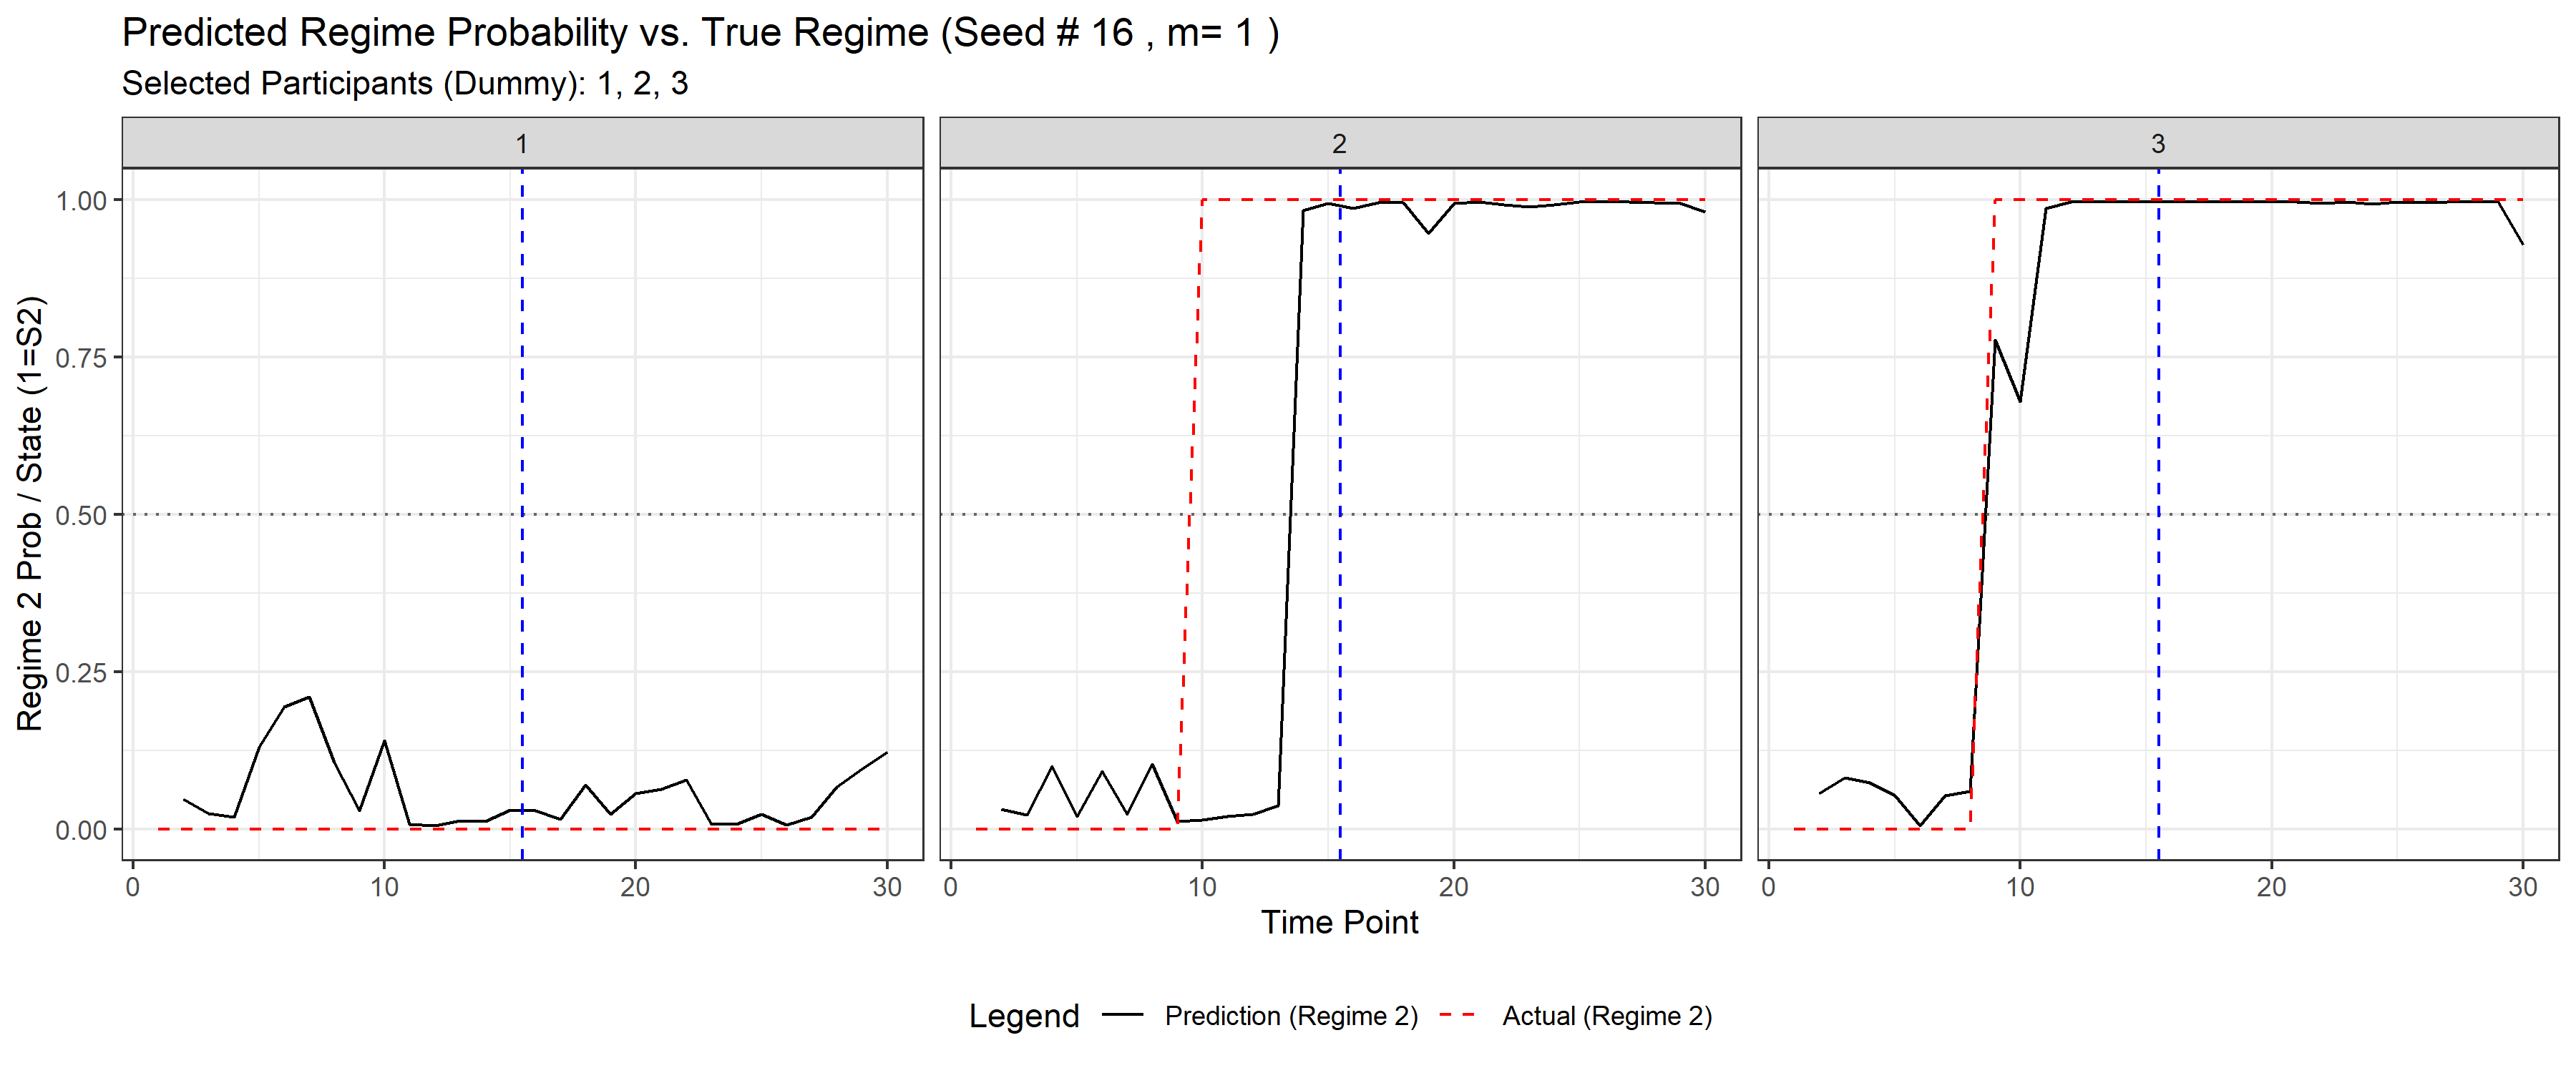 Predicted Regime Probability vs. True Regime (Seed # 16 , m= 1 )
Selected Participants (Dummy): 1, 2, 3
1 2 3
Regime 2 Prob / State (1=S2)
1.00
0.75
0.50
0.25
0.00
0 10 20 30 0 10 20 30 0 10 20 30
Time Point
Legend Prediction (Regime 2) Actual (Regime 2)